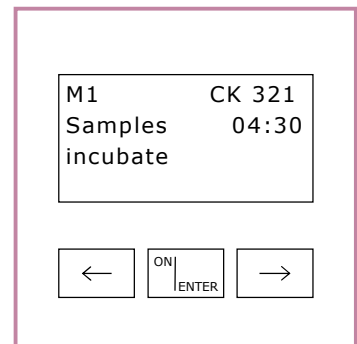 M1 CK 321
Samples 04:30
incubate
← ON ENTER →